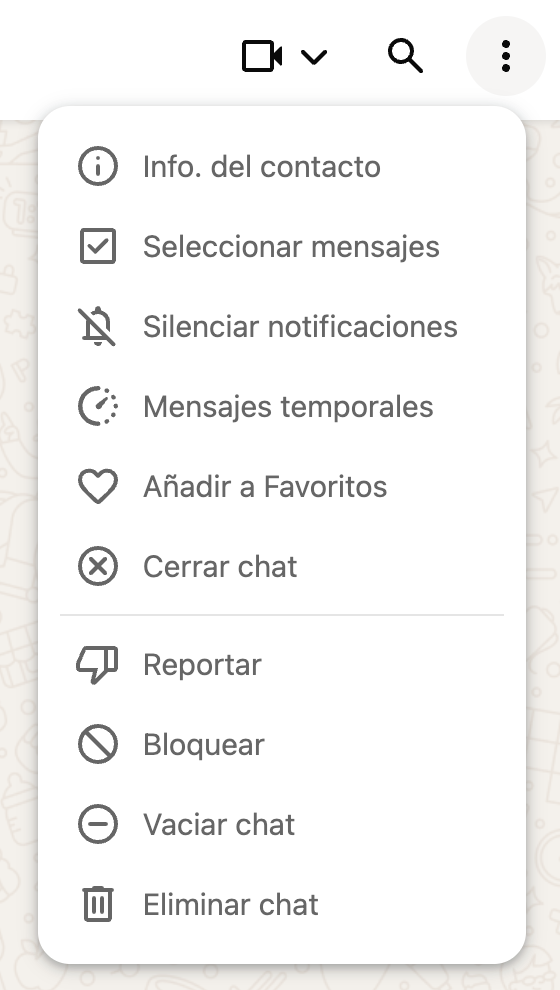 Info. del contacto
Seleccionar mensajes
Silenciar notificaciones
Mensajes temporales
Añadir a Favoritos
Cerrar chat
Reportar
Bloquear
Vaciar chat
Eliminar chat